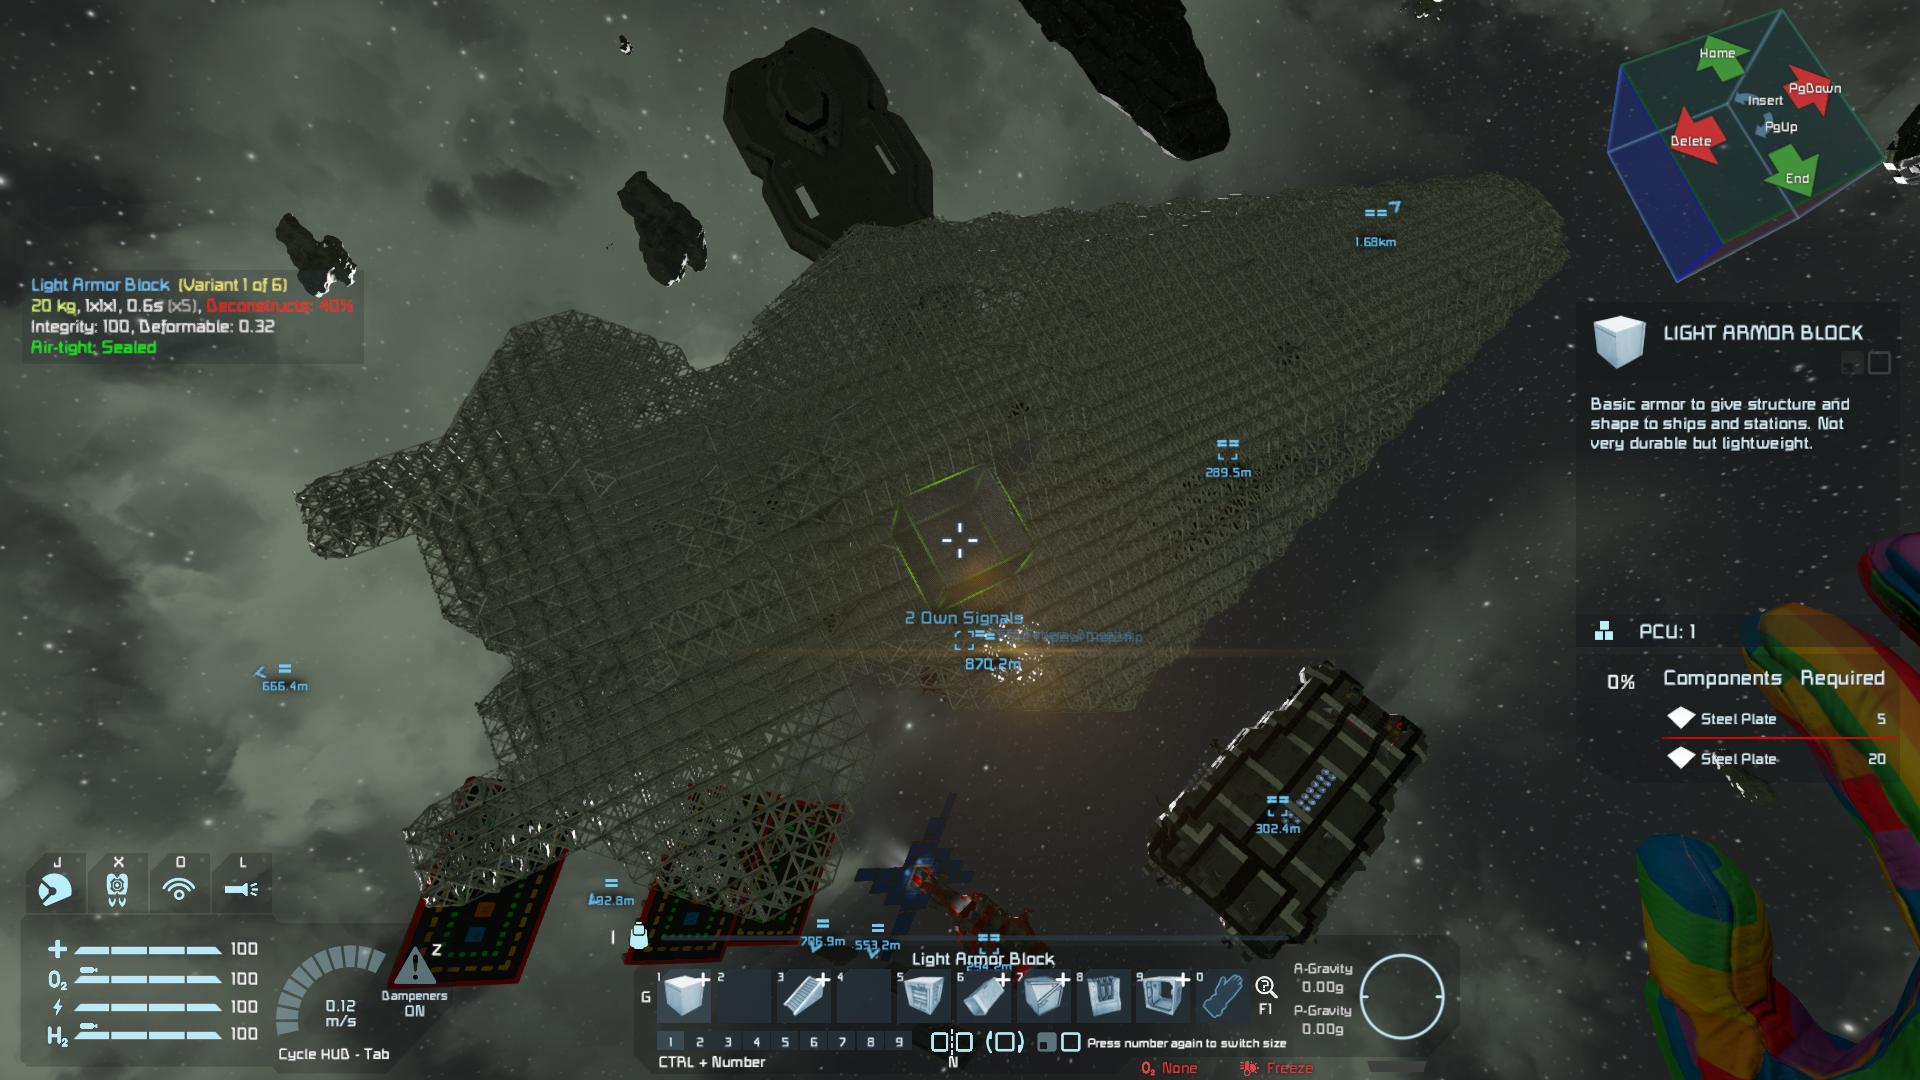 Home
PgDown
Insert
PgUp
Delete
End
1.68km
Light Armor Block (Variant 1 of 6)
20 kg, 1x1x1, 0.6s (x5), Deconstructs: 40%
Integrity: 100, Deformable: 0.32
Air-tight: Sealed
LIGHT ARMOR BLOCK
Basic armor to give structure and
shape to ships and stations. Not
very durable but lightweight.
289.5m
2 Own Signals
870.2m
666.4m
PCU: 1
0% Components Required
Steel Plate 5
Steel Plate 20
302.4m
J X O L
706.9m 553.2m
Light Armor Block
100
O2 100
100
H2 100
0.12
m/s
Z
Dampeners
ON
Cycle HUD - Tab
I
G
1 2 3 4 5 6 7 8 9 0
F1
1 2 3 4 5 6 7 8 9
CTRL + Number
N
Press number again to switch size
A-Gravity
0.00g
P-Gravity
0.00g
O2 None
Freeze